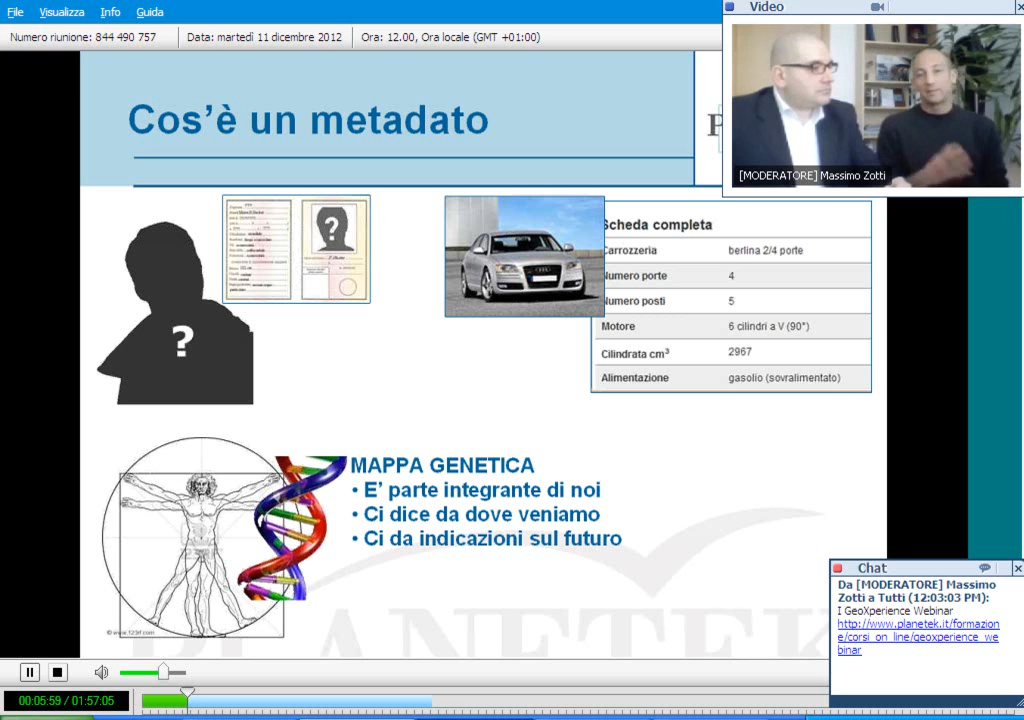 File Visualizza Info Guida
Video
Numero riunione: 844 490 757 Data: martedì 11 dicembre 2012 Ora: 12.00, Ora locale (GMT +01:00)
Cos'è un metadato
P
[MODERATORE] Massimo Zotti
?
?
Scheda completa
Carrozzeria berlina 2/4 porte
Numero porte 4
Numero posti 5
Motore 6 cilindri a V (90°)
Cilindrata cm³ 2967
Alimentazione gasolio (sovralimentato)
MAPPA GENETICA
• E' parte integrante di noi
• Ci dice da dove veniamo
• Ci da indicazioni sul futuro
© www.123rf.com
PLANETEK
Chat
Da [MODERATORE] Massimo
Zotti a Tutti (12:03:03 PM):
I GeoXperience Webinar
http://www.planetek.it/formazion
e/corsi_on_line/geoxperience_we
binar
00:05:59 / 01:57:05